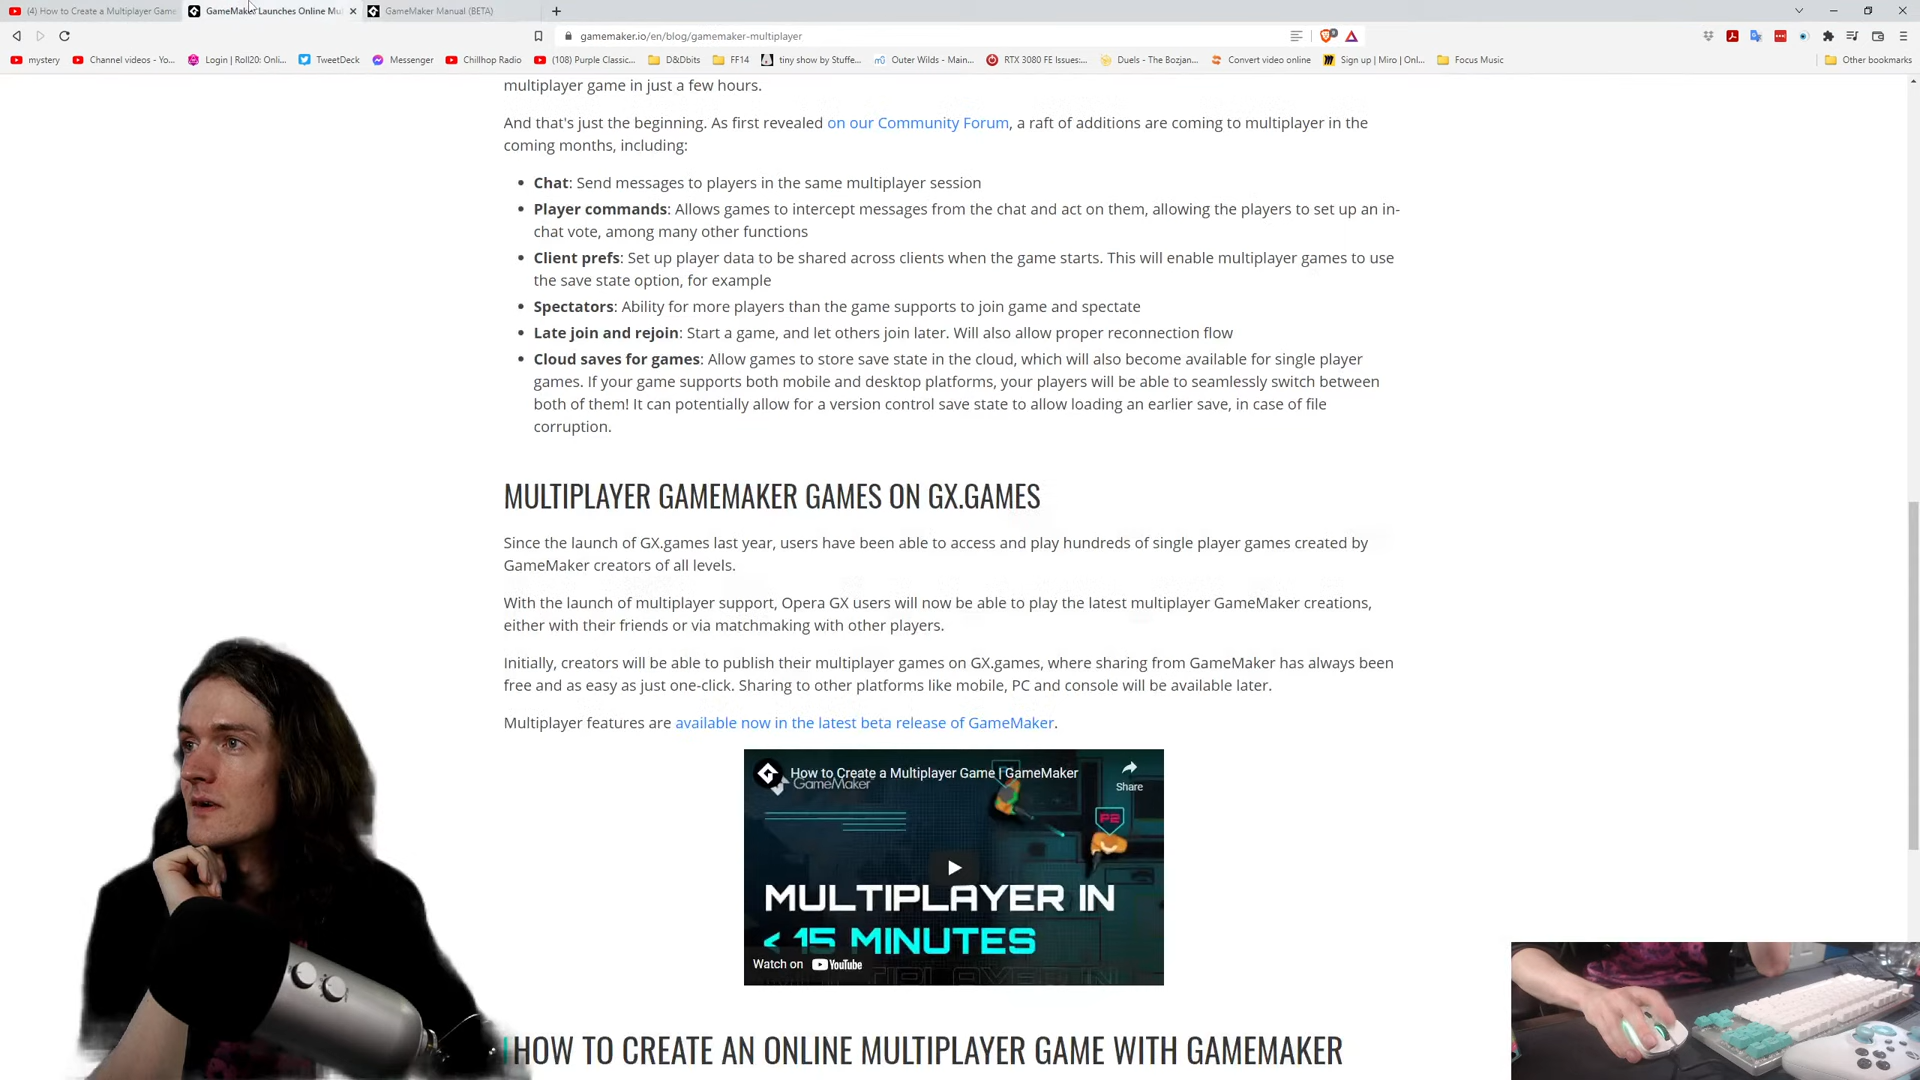 (4) How to Create a Multiplayer Game
GameMaker Launches Online Mu
GameMaker Manual (BETA)
gamemaker.io/en/blog/gamemaker-multiplayer
mystery
Channel videos - Yo...
Login | Roll20: Onli...
TweetDeck
Messenger
Chillhop Radio
(108) Purple Classic...
D&Dbits
FF14
tiny show by Stuffe...
Outer Wilds - Main...
RTX 3080 FE Issues:...
Duels - The Bozjan...
Convert video online
Sign up | Miro | Onl...
Focus Music
Other bookmarks
multiplayer game in just a few hours.
And that's just the beginning. As first revealed on our Community Forum, a raft of additions are coming to multiplayer in the
coming months, including:
• Chat: Send messages to players in the same multiplayer session
• Player commands: Allows games to intercept messages from the chat and act on them, allowing the players to set up an in-
chat vote, among many other functions
• Client prefs: Set up player data to be shared across clients when the game starts. This will enable multiplayer games to use
the save state option, for example
• Spectators: Ability for more players than the game supports to join game and spectate
• Late join and rejoin: Start a game, and let others join later. Will also allow proper reconnection flow
• Cloud saves for games: Allow games to store save state in the cloud, which will also become available for single player
games. If your game supports both mobile and desktop platforms, your players will be able to seamlessly switch between
both of them! It can potentially allow for a version control save state to allow loading an earlier save, in case of file
corruption.
MULTIPLAYER GAMEMAKER GAMES ON GX.GAMES
Since the launch of GX.games last year, users have been able to access and play hundreds of single player games created by
GameMaker creators of all levels.
With the launch of multiplayer support, Opera GX users will now be able to play the latest multiplayer GameMaker creations,
either with their friends or via matchmaking with other players.
Initially, creators will be able to publish their multiplayer games on GX.games, where sharing from GameMaker has always been
free and as easy as just one-click. Sharing to other platforms like mobile, PC and console will be available later.
Multiplayer features are available now in the latest beta release of GameMaker.
How to Create a Multiplayer Game | GameMaker
GameMaker
Share
P2
MULTIPLAYER IN
< 15 MINUTES
Watch on YouTube
HOW TO CREATE AN ONLINE MULTIPLAYER GAME WITH GAMEMAKER